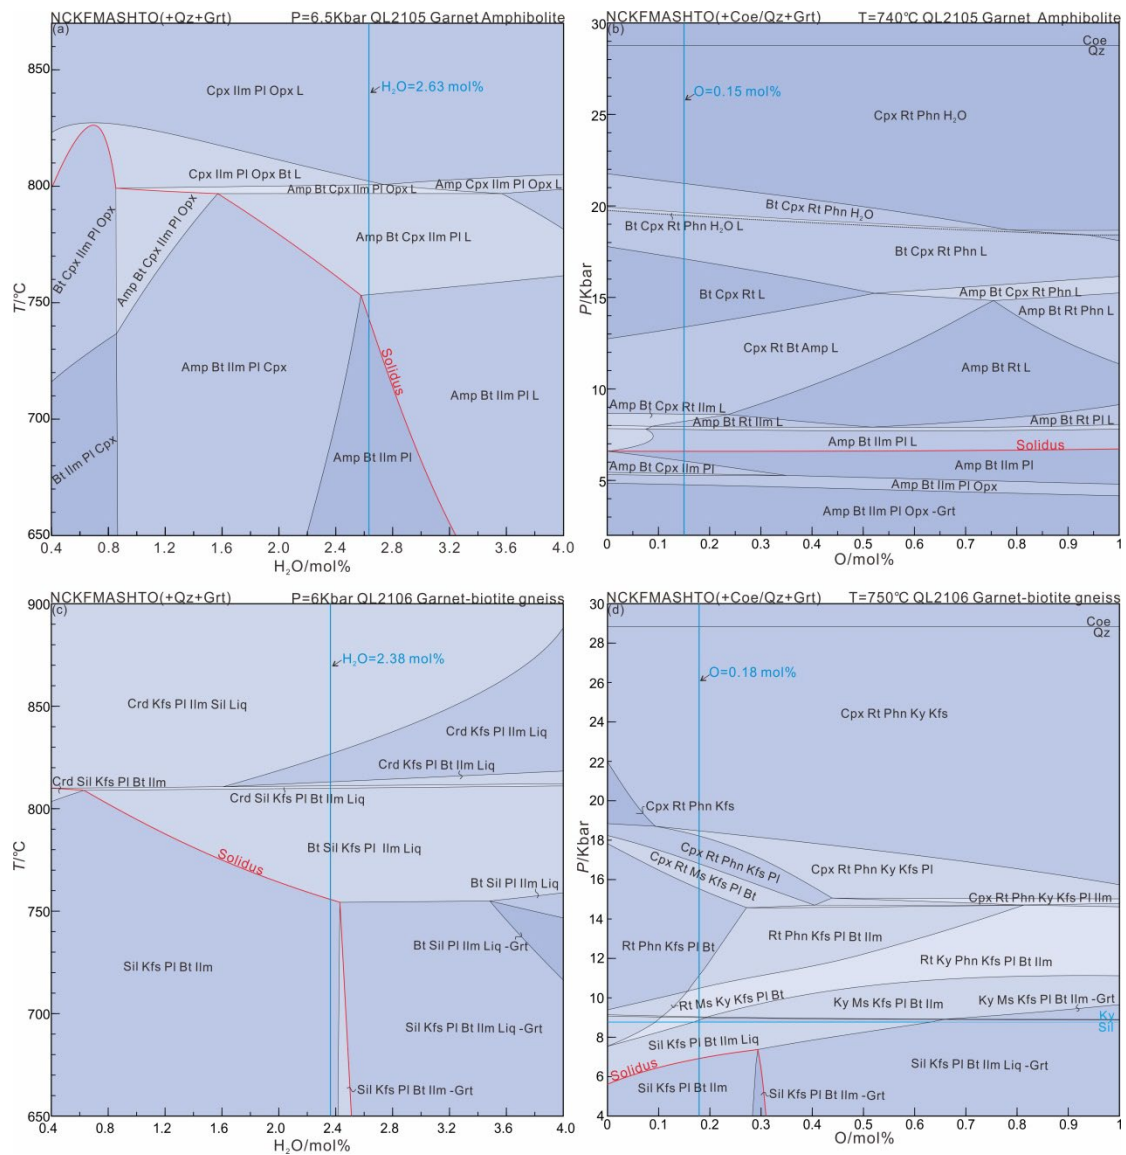 NCKFMASHTO(+Qz+Grt) P=6.5Kbar QL2105 Garnet Amphibolite
(a)
850
800
750
700
650
T/°C
H₂O=2.63 mol%
Cpx Ilm Pl Opx L
Cpx Ilm Pl Opx Bt L
Amp Bt Cpx Ilm Pl Opx L
Amp Cpx Ilm Pl Opx L
Bt Cpx Ilm Pl Opx
Amp Bt Cpx Ilm Pl Opx
Amp Bt Cpx Ilm Pl L
Amp Bt Ilm Pl Cpx
Solidus
Amp Bt Ilm Pl L
Bt Ilm Pl Cpx
Amp Bt Ilm Pl
0.4 0.8 1.2 1.6 2.0 2.4 2.8 3.2 3.6 4.0
H₂O/mol%
NCKFMASHTO(+Coe/Qz+Grt) T=740°C QL2105 Garnet Amphibolite
(b)
30
25
20
15
10
5
P/Kbar
Coe
Qz
O=0.15 mol%
Cpx Rt Phn H₂O
Bt Cpx Rt Phn H₂O
Bt Cpx Rt Phn H₂O L
Bt Cpx Rt Phn L
Bt Cpx Rt L
Amp Bt Cpx Rt Phn L
Amp Bt Rt Phn L
Cpx Rt Bt Amp L
Amp Bt Rt L
Amp Bt Cpx Rt Ilm L
Amp Bt Rt Ilm L
Amp Bt Rt Pl L
Amp Bt Ilm Pl L
Solidus
Amp Bt Cpx Ilm Pl
Amp Bt Ilm Pl
Amp Bt Ilm Pl Opx
Amp Bt Ilm Pl Opx -Grt
0 0.1 0.2 0.3 0.4 0.5 0.6 0.7 0.8 0.9 1
O/mol%
NCKFMASHTO(+Qz+Grt) P=6Kbar QL2106 Garnet-biotite gneiss
(c)
900
850
800
750
700
650
T/°C
H₂O=2.38 mol%
Crd Kfs Pl Ilm Sil Liq
Crd Kfs Pl Ilm Liq
Crd Kfs Pl Bt Ilm Liq
Crd Sil Kfs Pl Bt Ilm
Crd Sil Kfs Pl Bt Ilm Liq
Solidus
Bt Sil Kfs Pl Ilm Liq
Bt Sil Pl Ilm Liq
Bt Sil Pl Ilm Liq -Grt
Sil Kfs Pl Bt Ilm
Sil Kfs Pl Bt Ilm Liq -Grt
Sil Kfs Pl Bt Ilm -Grt
0.4 0.8 1.2 1.6 2.0 2.4 2.8 3.2 3.6 4.0
H₂O/mol%
NCKFMASHTO(+Coe/Qz+Grt) T=750°C QL2106 Garnet-biotite gneiss
(d)
30
28
26
24
22
20
18
16
14
12
10
8
6
4
P/Kbar
Coe
Qz
O=0.18 mol%
Cpx Rt Phn Ky Kfs
Cpx Rt Phn Kfs
Cpx Rt Phn Kfs Pl
Cpx Rt Phn Ky Kfs Pl
Cpx Rt Ms Kfs Pl Bt
Cpx Rt Phn Ky Kfs Pl Ilm
Rt Phn Kfs Pl Bt
Rt Phn Kfs Pl Bt Ilm
Rt Ky Phn Kfs Pl Bt Ilm
Rt Ms Ky Kfs Pl Bt
Ky Ms Kfs Pl Bt Ilm
Ky Ms Kfs Pl Bt Ilm -Grt
Ky
Sil
Sil Kfs Pl Bt Ilm Liq
Solidus
Sil Kfs Pl Bt Ilm
Sil Kfs Pl Bt Ilm Liq -Grt
Sil Kfs Pl Bt Ilm -Grt
0 0.1 0.2 0.3 0.4 0.5 0.6 0.7 0.8 0.9 1
O/mol%